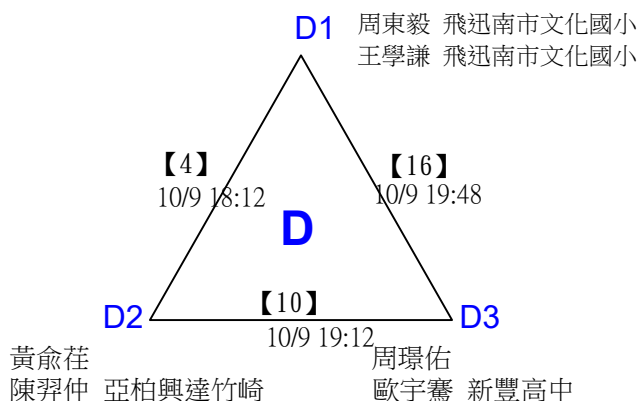 D1
周東毅 飛迅南市文化國小
王學謙 飛迅南市文化國小
【4】
10/9 18:12
【16】
10/9 19:48
D
【10】
10/9 19:12
D2
D3
黃俞荏
陳羿仲 亞柏興達竹崎
周璟佑
歐宇騫 新豐高中